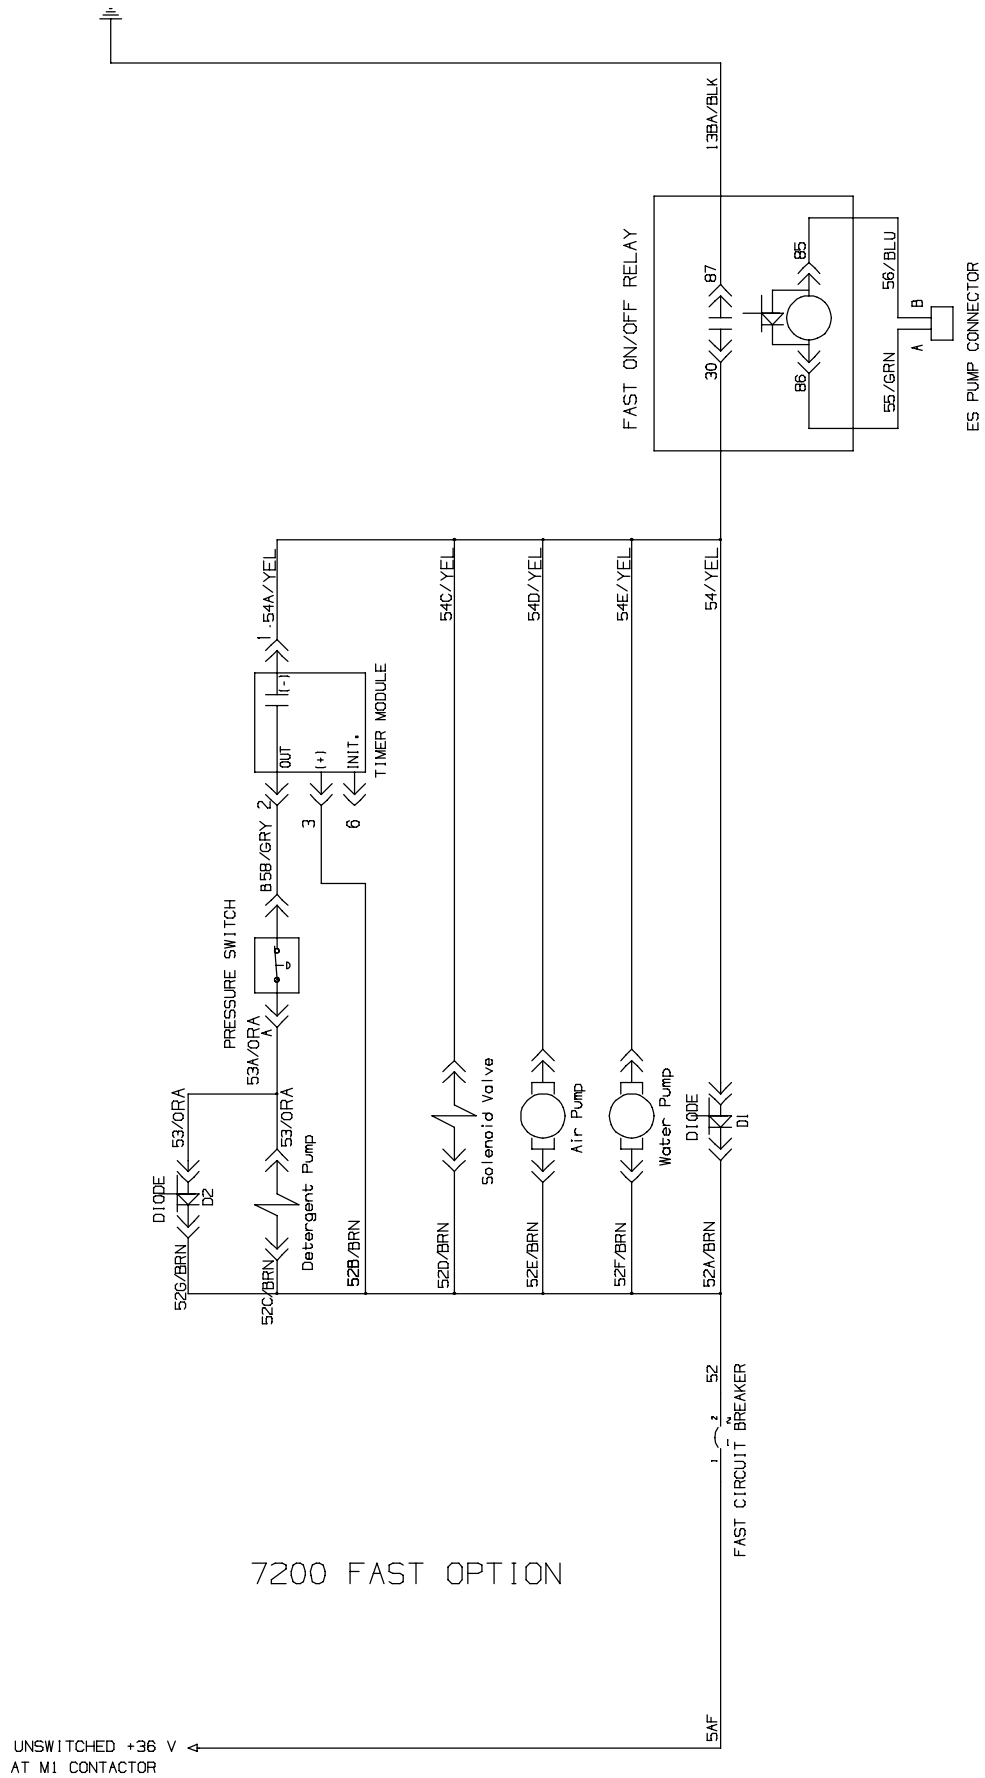 13BA/BLK
FAST ON/OFF RELAY
87
30
85
86
56/BLU
55/GRN
B
A
ES PUMP CONNECTOR
1
.54A/YEL
54C/YEL
54D/YEL
54E/YEL
54/YEL
(-)
OUT
(+)
INIT.
TIMER MODULE
2
3
6
B5B/GRY
PRESSURE SWITCH
P
A
53A/ORA
53/ORA
53/ORA
DIODE
D2
Detergent Pump
Solenoid Valve
Air Pump
Water Pump
DIODE
D1
52G/BRN
52C/BRN
52B/BRN
52D/BRN
52E/BRN
52F/BRN
52A/BRN
52
2
2
1
1
FAST CIRCUIT BREAKER
7200 FAST OPTION
5AF
UNSWITCHED +36 V
AT M1 CONTACTOR